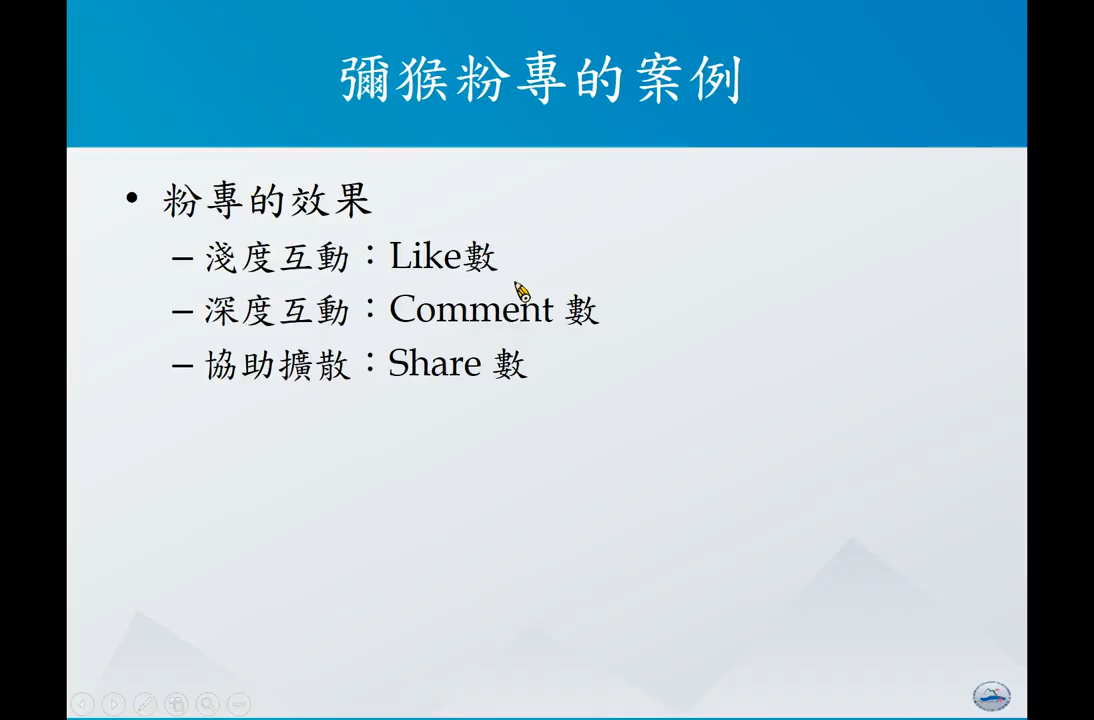 彌猴粉專的案例
• 粉專的效果
– 淺度互動：Like數
– 深度互動：Comment 數
– 協助擴散：Share 數